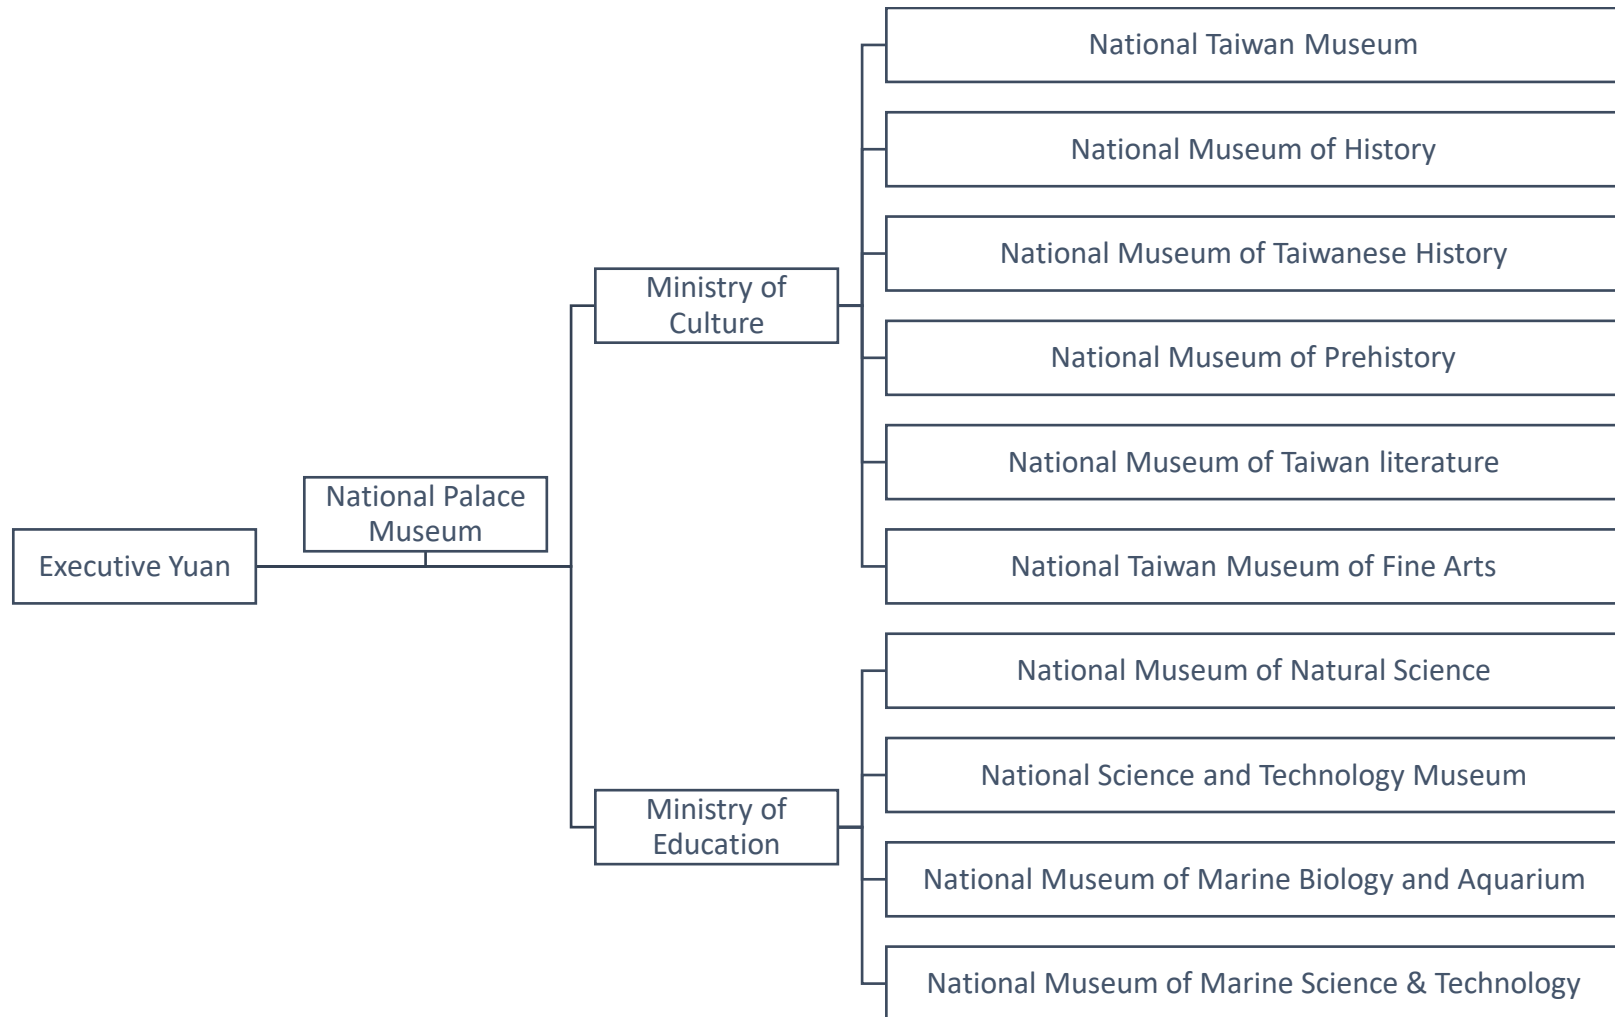 Executive Yuan
National Palace
Museum
Ministry of
Culture
National Taiwan Museum
National Museum of History
National Museum of Taiwanese History
National Museum of Prehistory
National Museum of Taiwan literature
National Taiwan Museum of Fine Arts
Ministry of
Education
National Museum of Natural Science
National Science and Technology Museum
National Museum of Marine Biology and Aquarium
National Museum of Marine Science & Technology